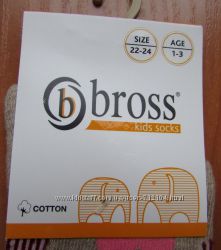 SIZE
22-24
AGE
1-3
b bross®
kids socks
COTTON